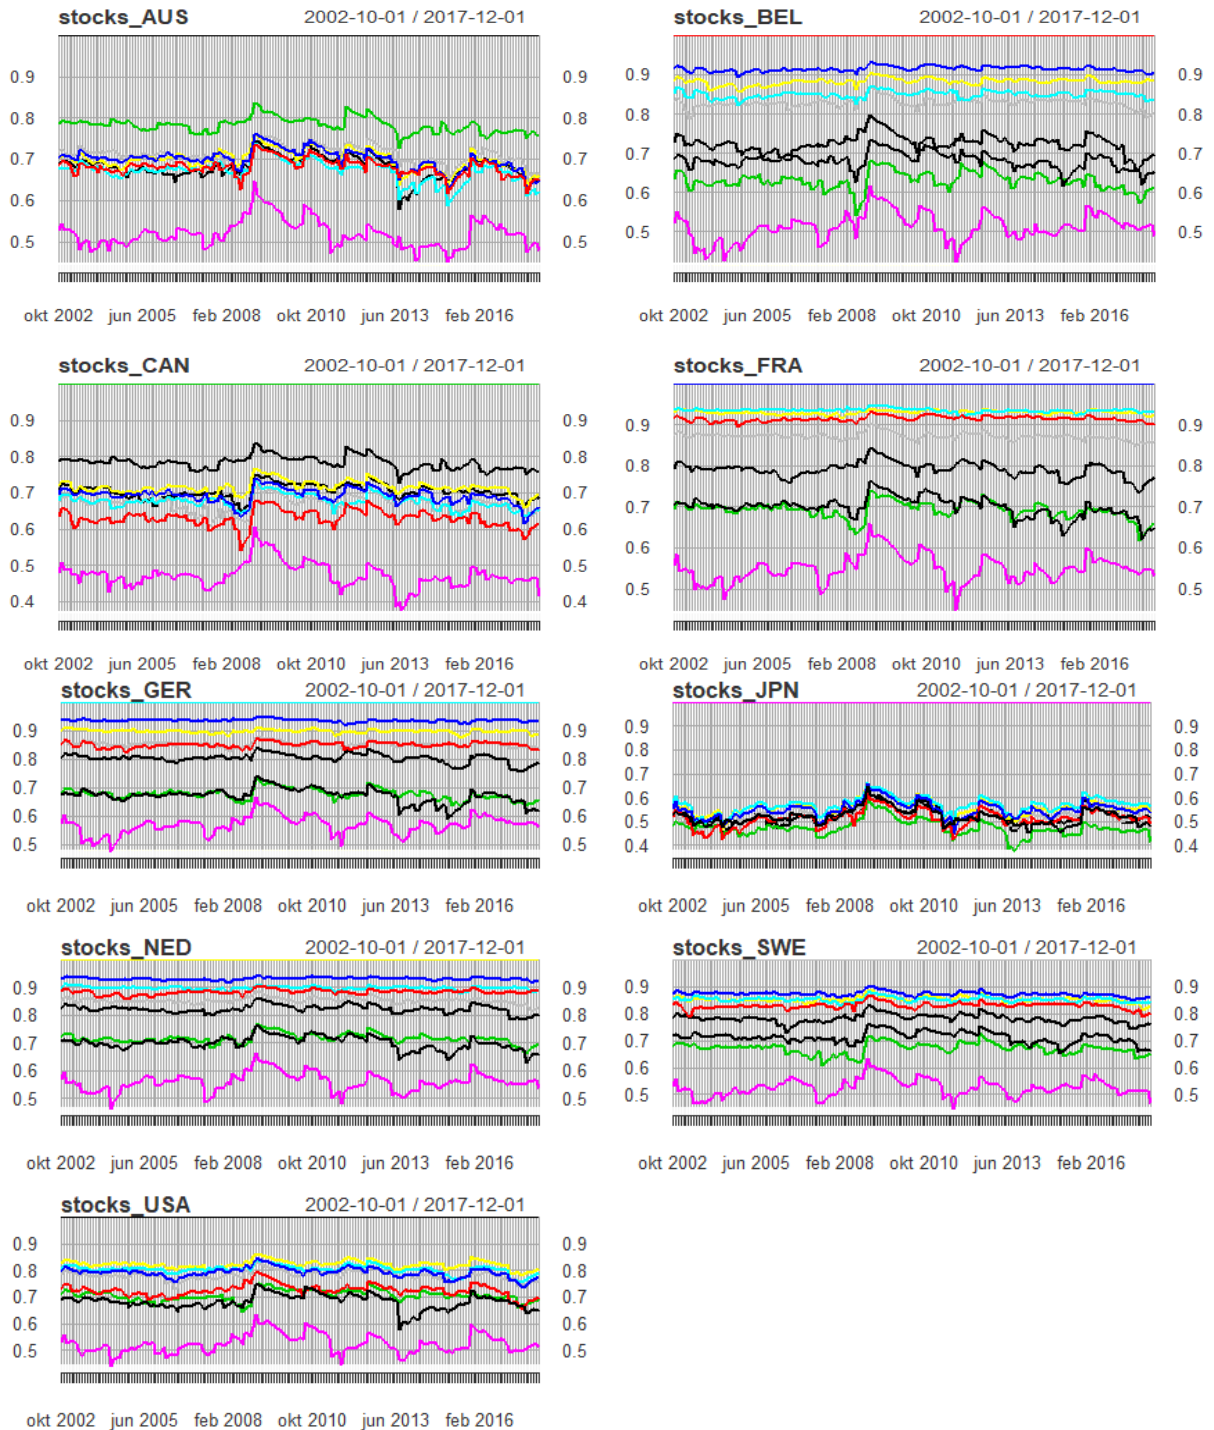 stocks_AUS 2002-10-01 / 2017-12-01
0.9 0.9
0.8 0.8
0.7 0.7
0.6 0.6
0.5 0.5
okt 2002 jun 2005 feb 2008 okt 2010 jun 2013 feb 2016
stocks_BEL 2002-10-01 / 2017-12-01
0.9 0.9
0.8 0.8
0.7 0.7
0.6 0.6
0.5 0.5
okt 2002 jun 2005 feb 2008 okt 2010 jun 2013 feb 2016
stocks_CAN 2002-10-01 / 2017-12-01
0.9 0.9
0.8 0.8
0.7 0.7
0.6 0.6
0.5 0.5
0.4 0.4
okt 2002 jun 2005 feb 2008 okt 2010 jun 2013 feb 2016
stocks_FRA 2002-10-01 / 2017-12-01
0.9 0.9
0.8 0.8
0.7 0.7
0.6 0.6
0.5 0.5
okt 2002 jun 2005 feb 2008 okt 2010 jun 2013 feb 2016
stocks_GER 2002-10-01 / 2017-12-01
0.9 0.9
0.8 0.8
0.7 0.7
0.6 0.6
0.5 0.5
okt 2002 jun 2005 feb 2008 okt 2010 jun 2013 feb 2016
stocks_JPN 2002-10-01 / 2017-12-01
0.9 0.9
0.8 0.8
0.7 0.7
0.6 0.6
0.5 0.5
0.4 0.4
okt 2002 jun 2005 feb 2008 okt 2010 jun 2013 feb 2016
stocks_NED 2002-10-01 / 2017-12-01
0.9 0.9
0.8 0.8
0.7 0.7
0.6 0.6
0.5 0.5
okt 2002 jun 2005 feb 2008 okt 2010 jun 2013 feb 2016
stocks_SWE 2002-10-01 / 2017-12-01
0.9 0.9
0.8 0.8
0.7 0.7
0.6 0.6
0.5 0.5
okt 2002 jun 2005 feb 2008 okt 2010 jun 2013 feb 2016
stocks_USA 2002-10-01 / 2017-12-01
0.9 0.9
0.8 0.8
0.7 0.7
0.6 0.6
0.5 0.5
okt 2002 jun 2005 feb 2008 okt 2010 jun 2013 feb 2016